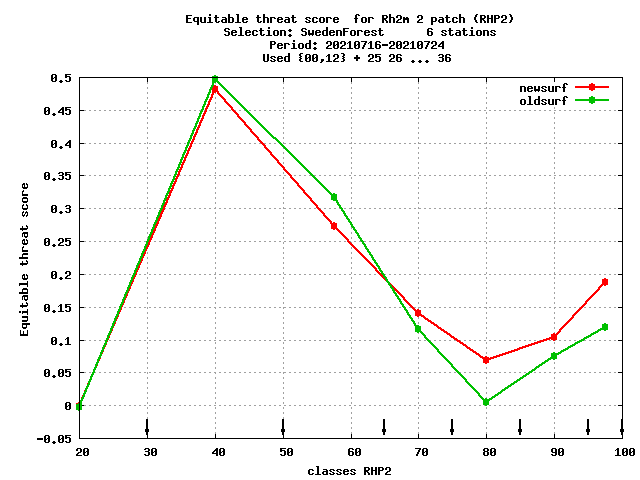 Equitable threat score  for Rh2m 2 patch (RHP2)
Selection: SwedenForest      6 stations
Period: 20210716-20210724
Used {00,12} + 25 26 ... 36
newsurf
oldsurf
Equitable threat score
0.5
0.45
0.4
0.35
0.3
0.25
0.2
0.15
0.1
0.05
0
-0.05
20 30 40 50 60 70 80 90 100
classes RHP2